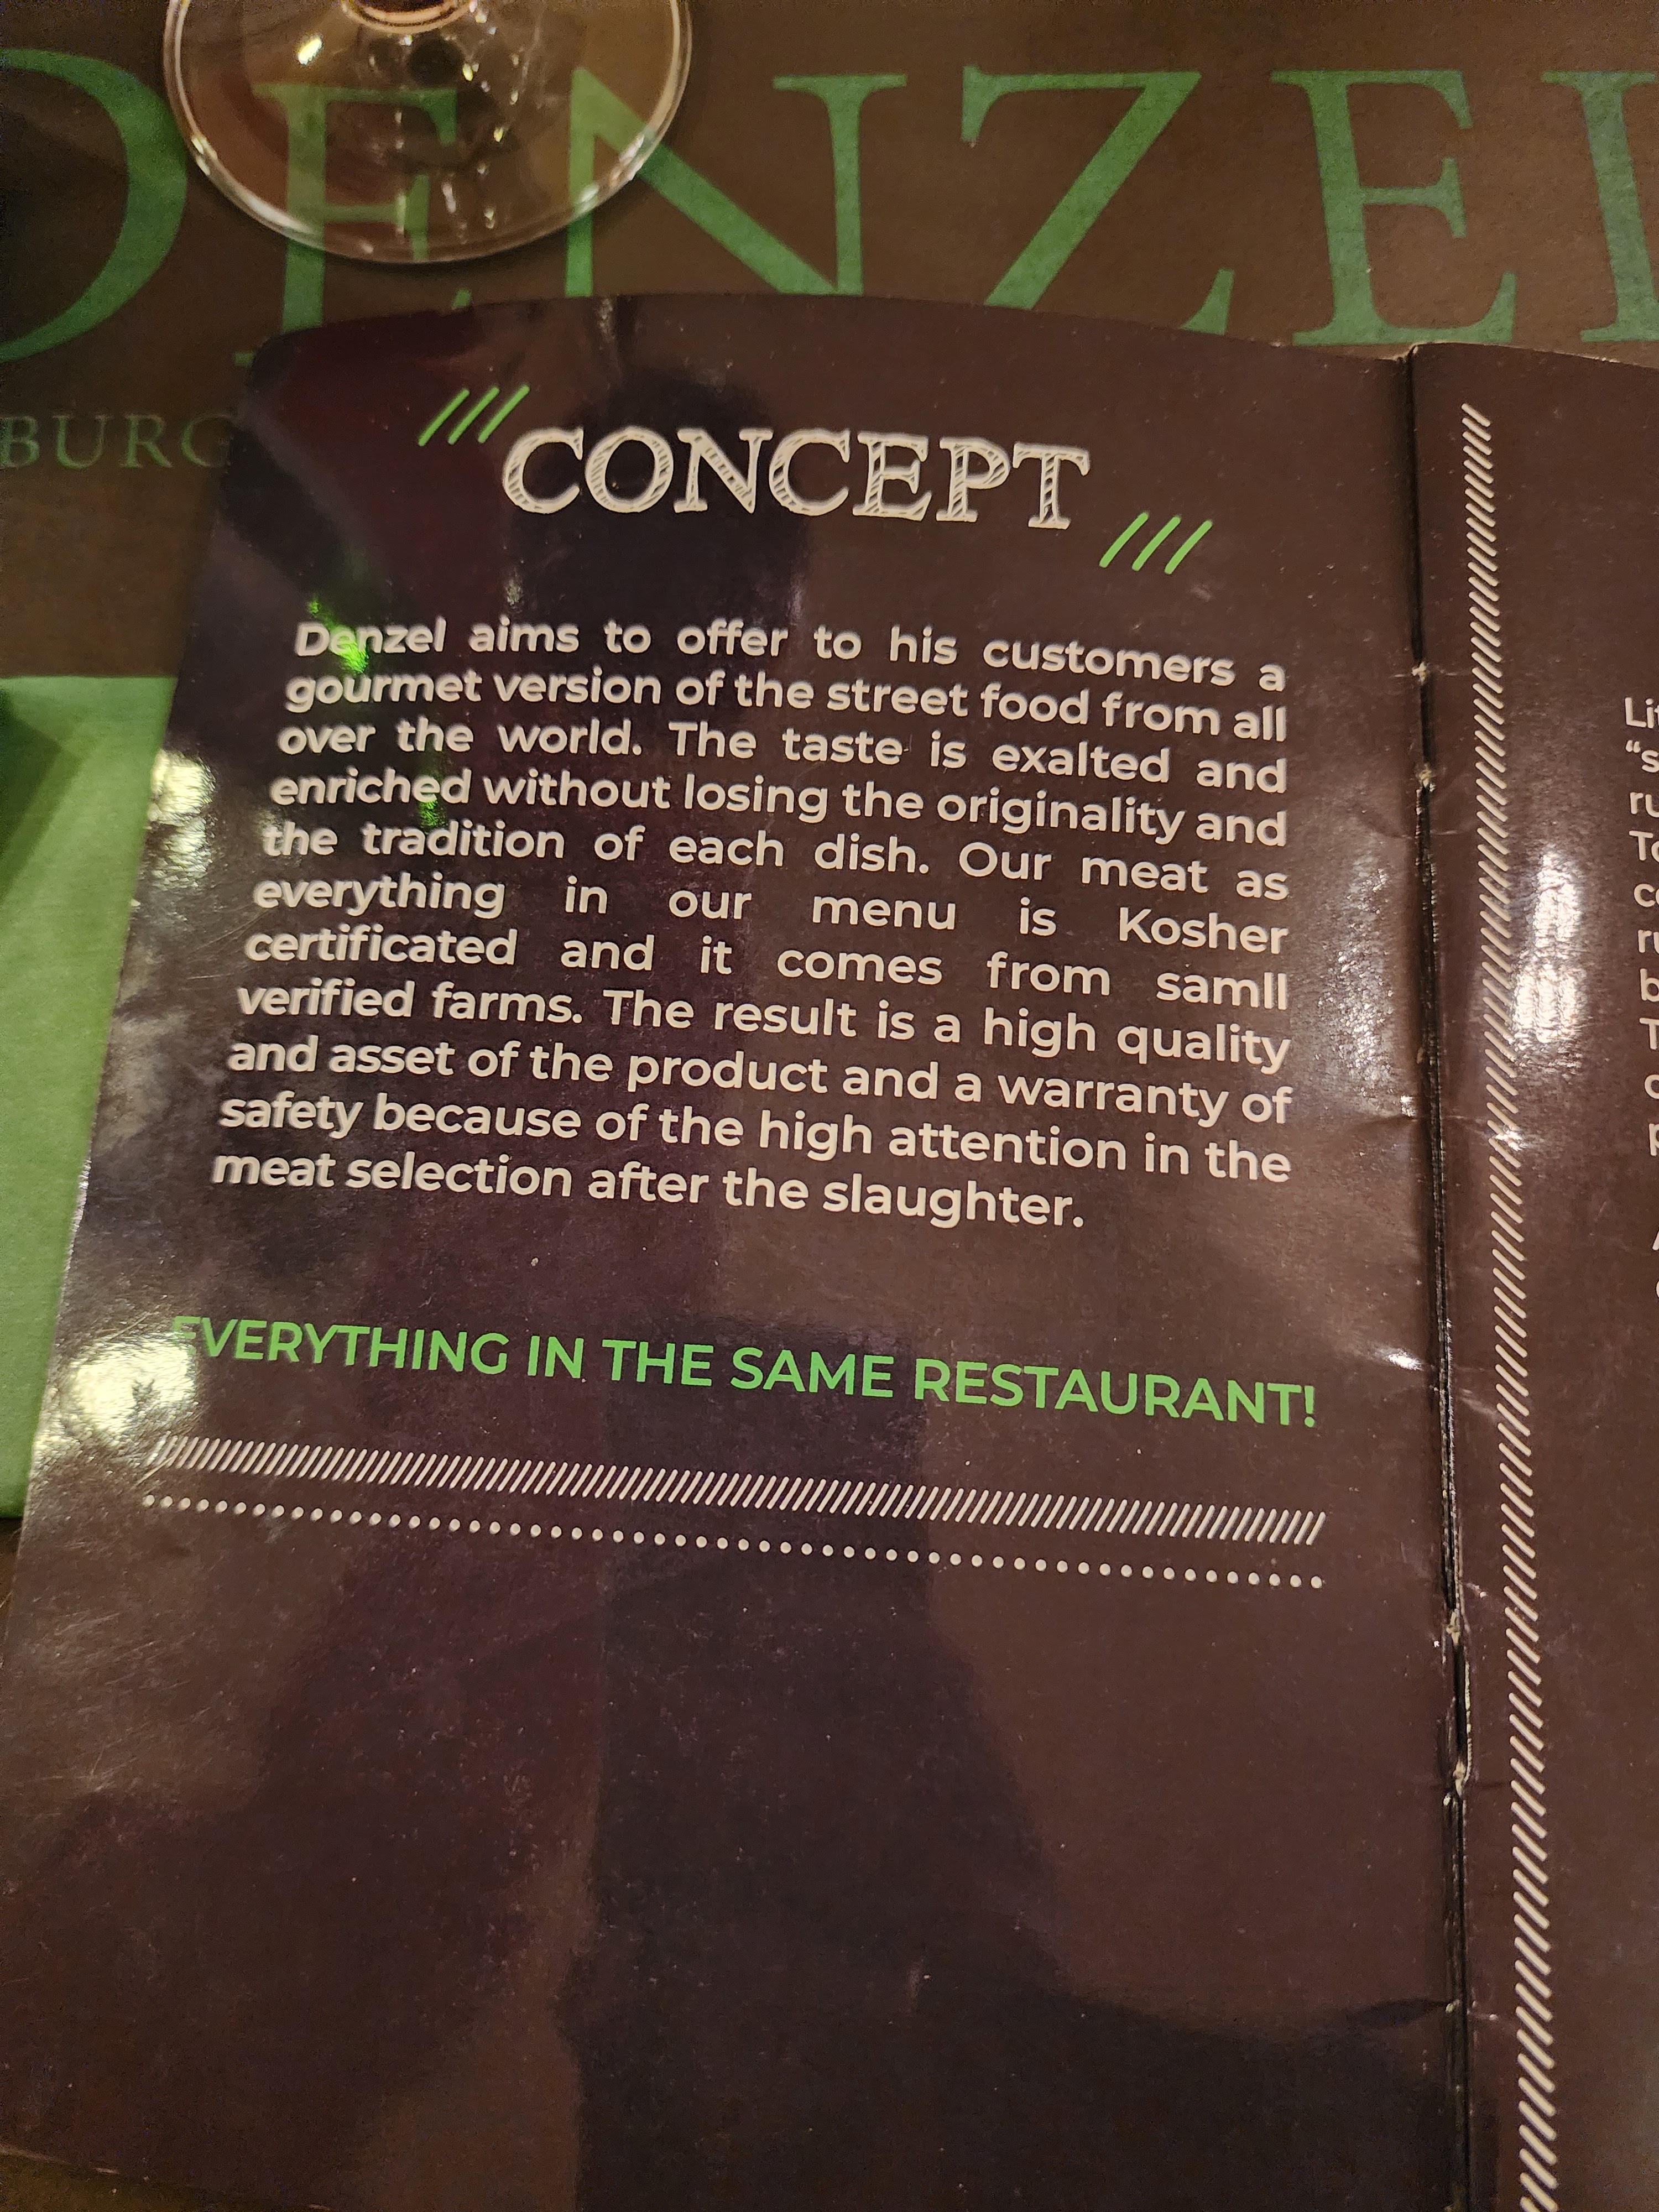 DENZEL
BURG
CONCEPT
Denzel aims to offer to his customers a
gourmet version of the street food from all
over the world. The taste is exalted and
enriched without losing the originality and
the tradition of each dish. Our meat as
everything in our menu is Kosher
certificated and it comes from samll
verified farms. The result is a high quality
and asset of the product and a warranty of
safety because of the high attention in the
meat selection after the slaughter.
EVERYTHING IN THE SAME RESTAURANT!